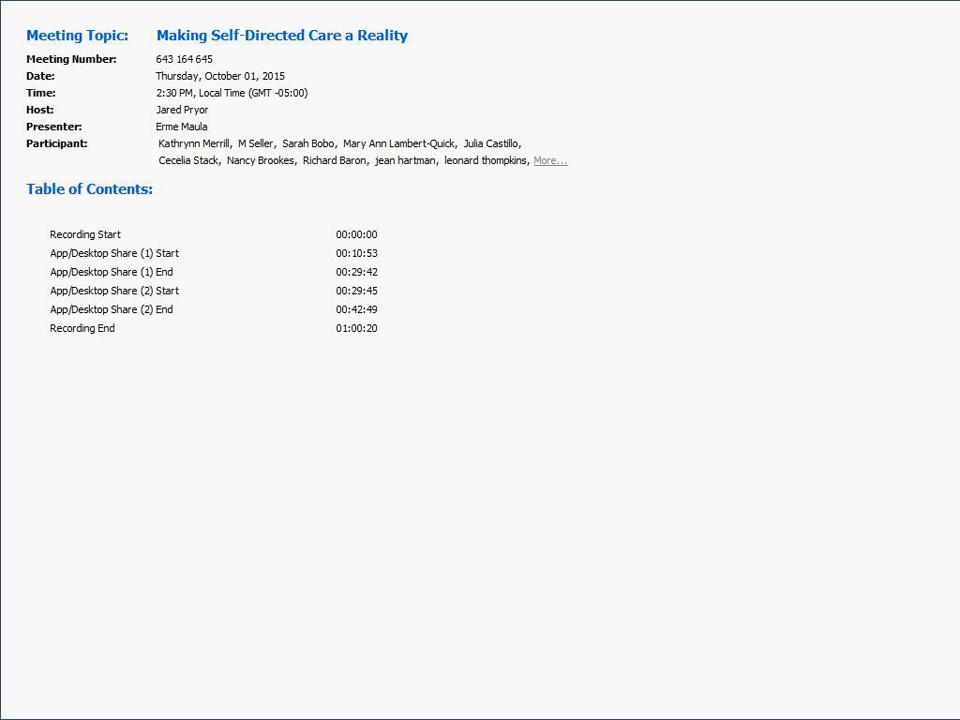 Meeting Topic: Making Self-Directed Care a Reality
Meeting Number: 643 164 645
Date: Thursday, October 01, 2015
Time: 2:30 PM, Local Time (GMT -05:00)
Host: Jared Pryor
Presenter: Erme Maula
Participant: Kathrynn Merrill, M Seller, Sarah Bobo, Mary Ann Lambert-Quick, Julia Castillo,
Cecelia Stack, Nancy Brookes, Richard Baron, jean hartman, leonard thompkins, More...
Table of Contents:
Recording Start 00:00:00
App/Desktop Share (1) Start 00:10:53
App/Desktop Share (1) End 00:29:42
App/Desktop Share (2) Start 00:29:45
App/Desktop Share (2) End 00:42:49
Recording End 01:00:20